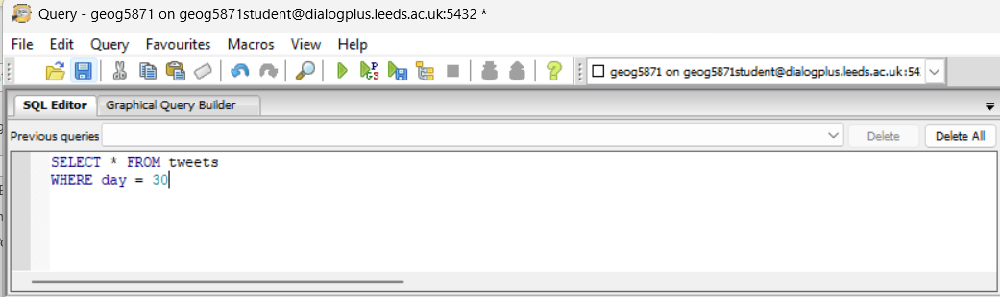 Query - geog5871 on geog5871student@dialogplus.leeds.ac.uk:5432 *
File Edit Query Favourites Macros View Help
geog5871 on geog5871student@dialogplus.leeds.ac.uk:54
SQL Editor Graphical Query Builder
Previous queries Delete Delete All
SELECT * FROM tweets
WHERE day = 30